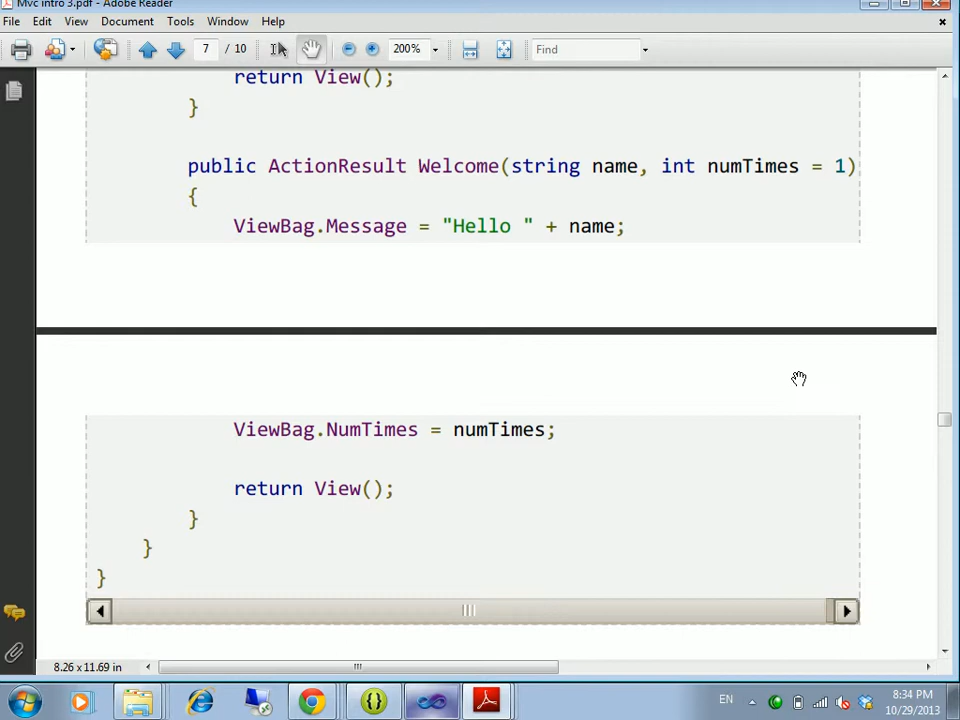 Mvc intro 3.pdf - Adobe Reader
File Edit View Document Tools Window Help
7 / 10 200% Find
return View();
}
public ActionResult Welcome(string name, int numTimes = 1)
{
ViewBag.Message = "Hello " + name;
ViewBag.NumTimes = numTimes;
return View();
}
}
}
8.26 x 11.69 in
EN 8:34 PM
10/29/2013